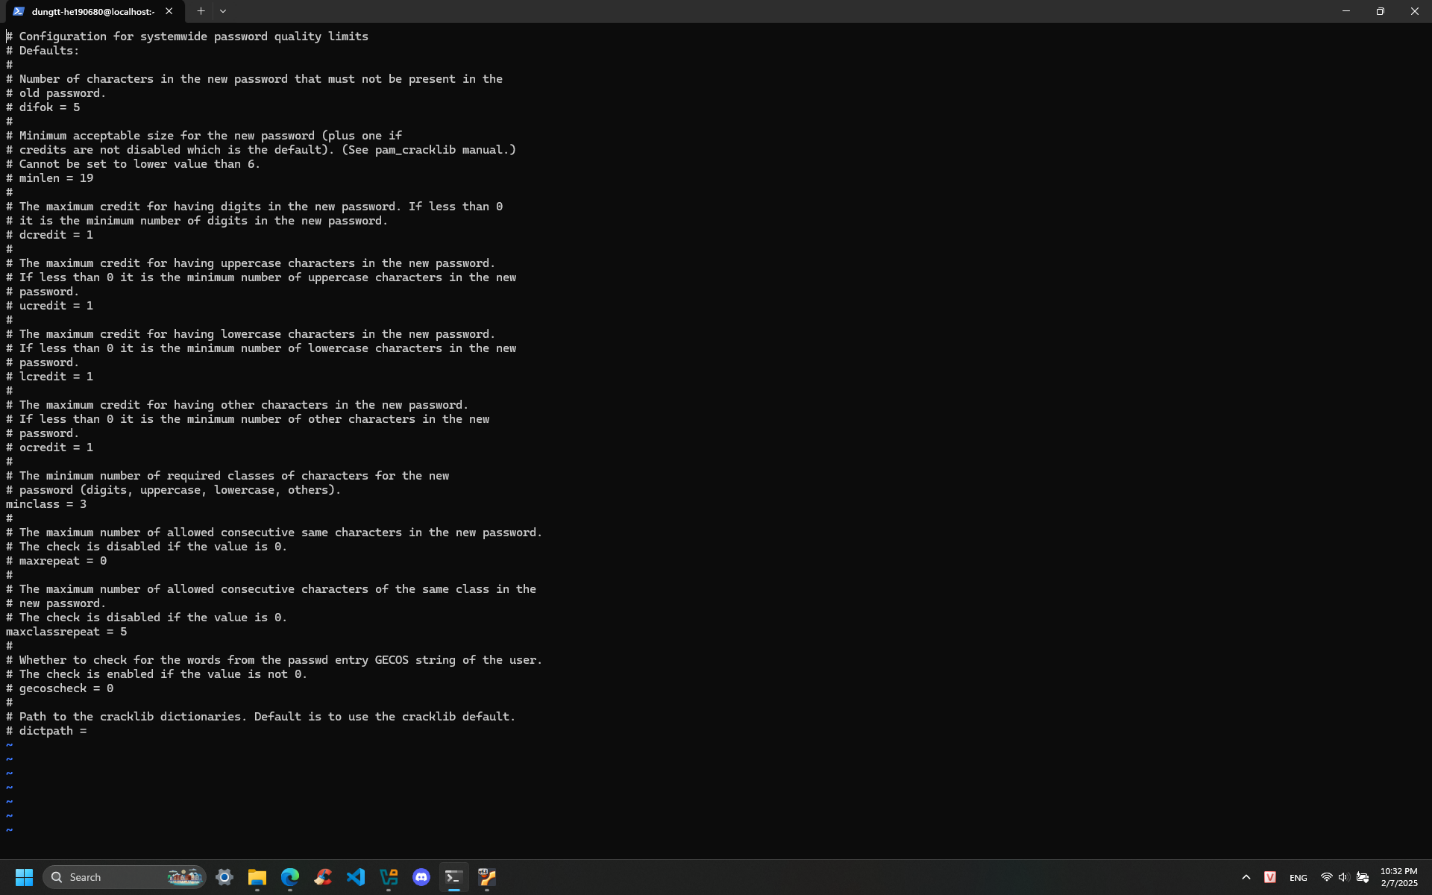 dungtt-he190680@localhost:~
# Configuration for systemwide password quality limits
# Defaults:
#
# Number of characters in the new password that must not be present in the
# old password.
# difok = 5
#
# Minimum acceptable size for the new password (plus one if
# credits are not disabled which is the default). (See pam_cracklib manual.)
# Cannot be set to lower value than 6.
# minlen = 19
#
# The maximum credit for having digits in the new password. If less than 0
# it is the minimum number of digits in the new password.
# dcredit = 1
#
# The maximum credit for having uppercase characters in the new password.
# If less than 0 it is the minimum number of uppercase characters in the new
# password.
# ucredit = 1
#
# The maximum credit for having lowercase characters in the new password.
# If less than 0 it is the minimum number of lowercase characters in the new
# password.
# lcredit = 1
#
# The maximum credit for having other characters in the new password.
# If less than 0 it is the minimum number of other characters in the new
# password.
# ocredit = 1
#
# The minimum number of required classes of characters for the new
# password (digits, uppercase, lowercase, others).
minclass = 3
#
# The maximum number of allowed consecutive same characters in the new password.
# The check is disabled if the value is 0.
# maxrepeat = 0
#
# The maximum number of allowed consecutive characters of the same class in the
# new password.
# The check is disabled if the value is 0.
maxclassrepeat = 5
#
# Whether to check for the words from the passwd entry GECOS string of the user.
# The check is enabled if the value is not 0.
# gecoscheck = 0
#
# Path to the cracklib dictionaries. Default is to use the cracklib default.
# dictpath =
~
~
~
~
~
~
~
Search
V
ENG
10:32 PM
2/7/2025